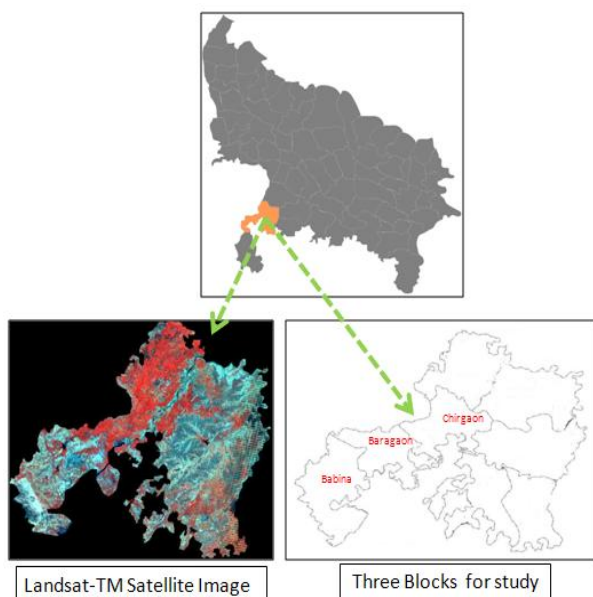 Chirgaon
Baragaon
Babina
Landsat-TM Satellite Image
Three Blocks for study